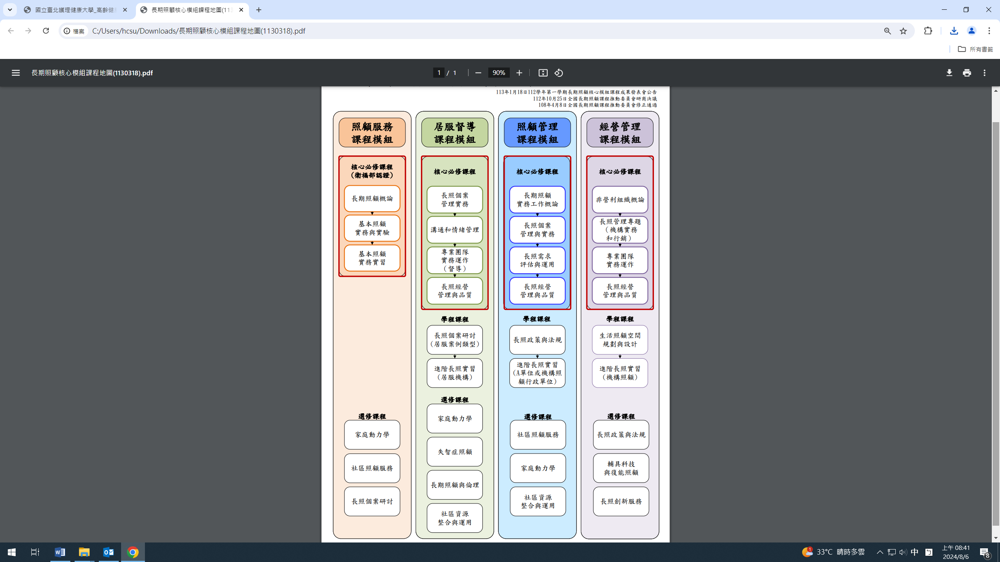 國立臺北護理健康大學_高齡健
長期照顧核心模組課程地圖(113
檔案
C:/Users/hcsu/Downloads/長期照顧核心模組課程地圖(1130318).pdf
所有書籤
長期照顧核心模組課程地圖(1130318).pdf
1 / 1
90%
113年1月18日112學年第一學期長期照顧核心模組課程成果發表會公告
112年10月25日全國長期照顧課程推動委員會研商決議
108年4月8日全國長期照顧課程推動委員會修正通過
照顧服務
課程模組
核心必修課程
（衛福部認證）
長期照顧概論
基本照顧
實務與實驗
基本照顧
實務實習
選修課程
家庭動力學
社區照顧服務
長照個案研討
居服督導
課程模組
核心必修課程
長照個案
管理實務
溝通和情緒管理
專業團隊
實務運作
（督導）
長照經營
管理與品質
學程課程
長照個案研討
（居服案例類型）
進階長照實習
（居服機構）
選修課程
家庭動力學
失智症照顧
長期照顧與倫理
社區資源
整合與運用
照顧管理
課程模組
核心必修課程
長期照顧
實務工作概論
長照個案
管理與實務
長照需求
評估與運用
長照經營
管理與品質
學程課程
長照政策與法規
進階長照實習
（A單位或機構照
顧行政單位）
選修課程
社區照顧服務
家庭動力學
社區資源
整合與運用
經營管理
課程模組
核心必修課程
非營利組織概論
長照管理專題
（機構實務
和行銷）
專業團隊
實務運作
長照經營
管理與品質
學程課程
生活照顧空間
規劃與設計
進階長照實習
（機構照顧）
選修課程
長照政策與法規
輔具科技
與復能照顧
長照創新服務
1
33°C 晴時多雲
中
ㄅ
上午 08:41
2024/8/6
8